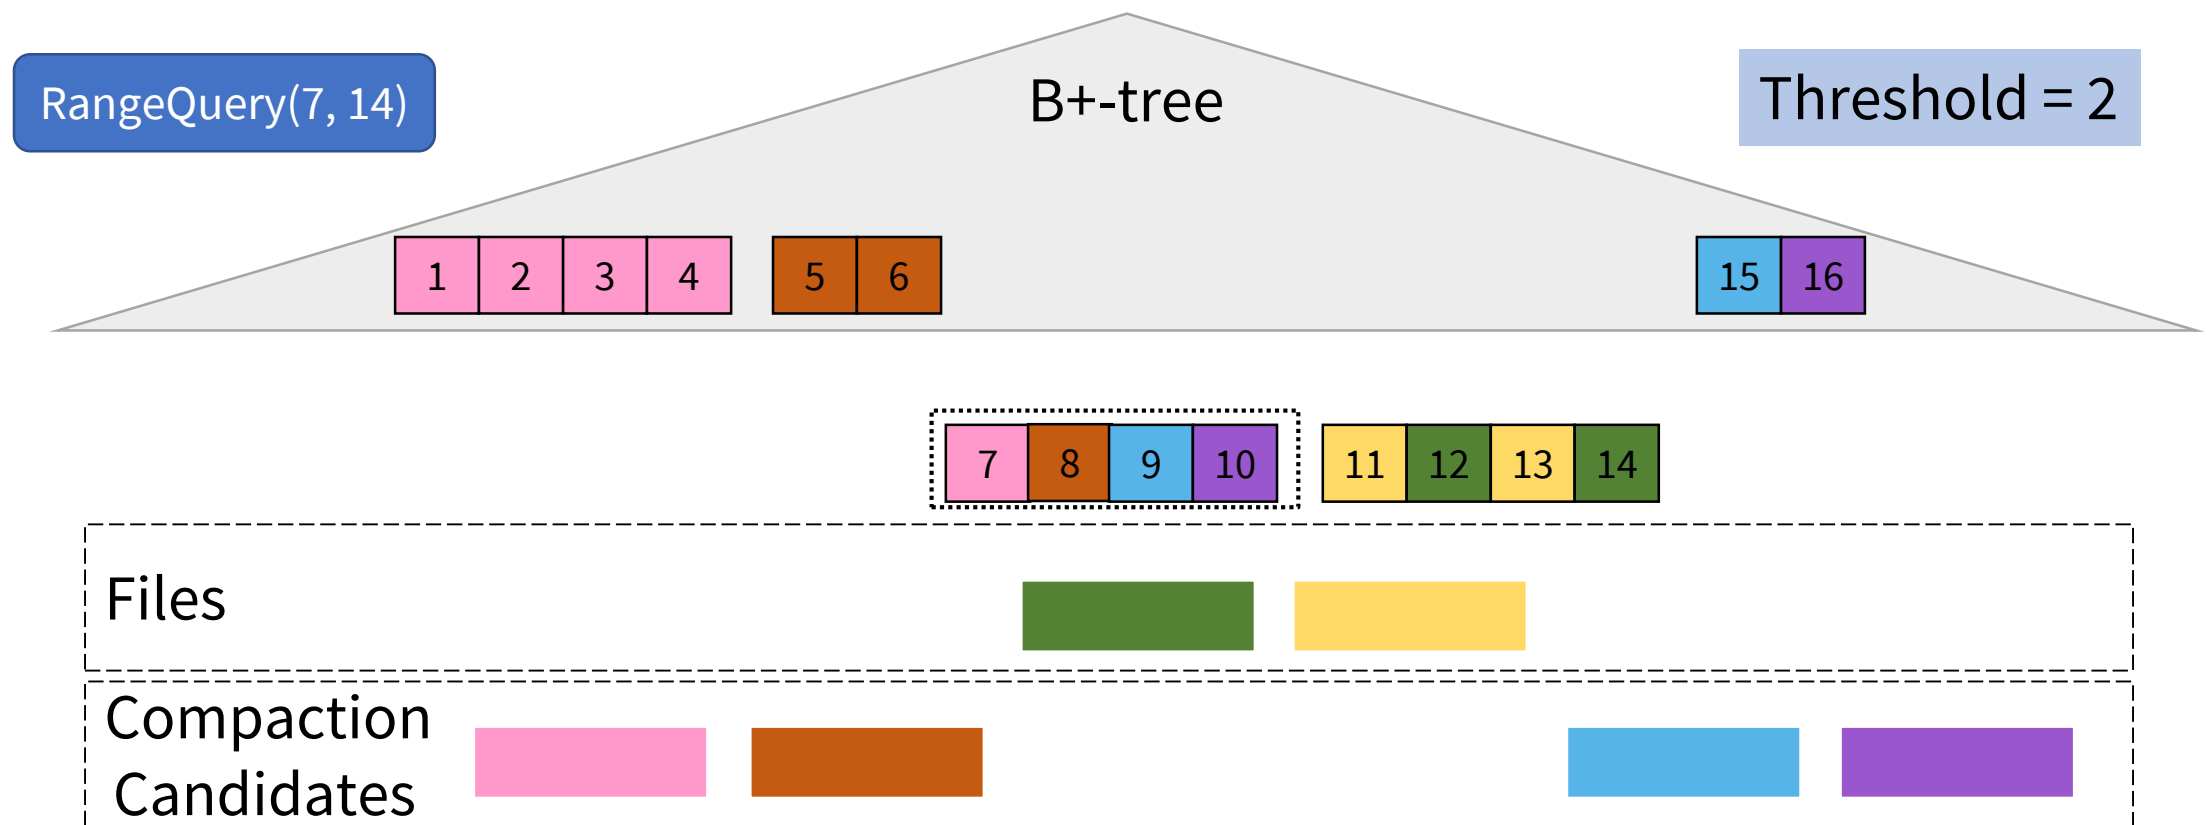 RangeQuery(7, 14)
B+-tree
Threshold = 2
1 2 3 4 5 6 15 16
7 8 9 10 11 12 13 14
Files
Compaction
Candidates